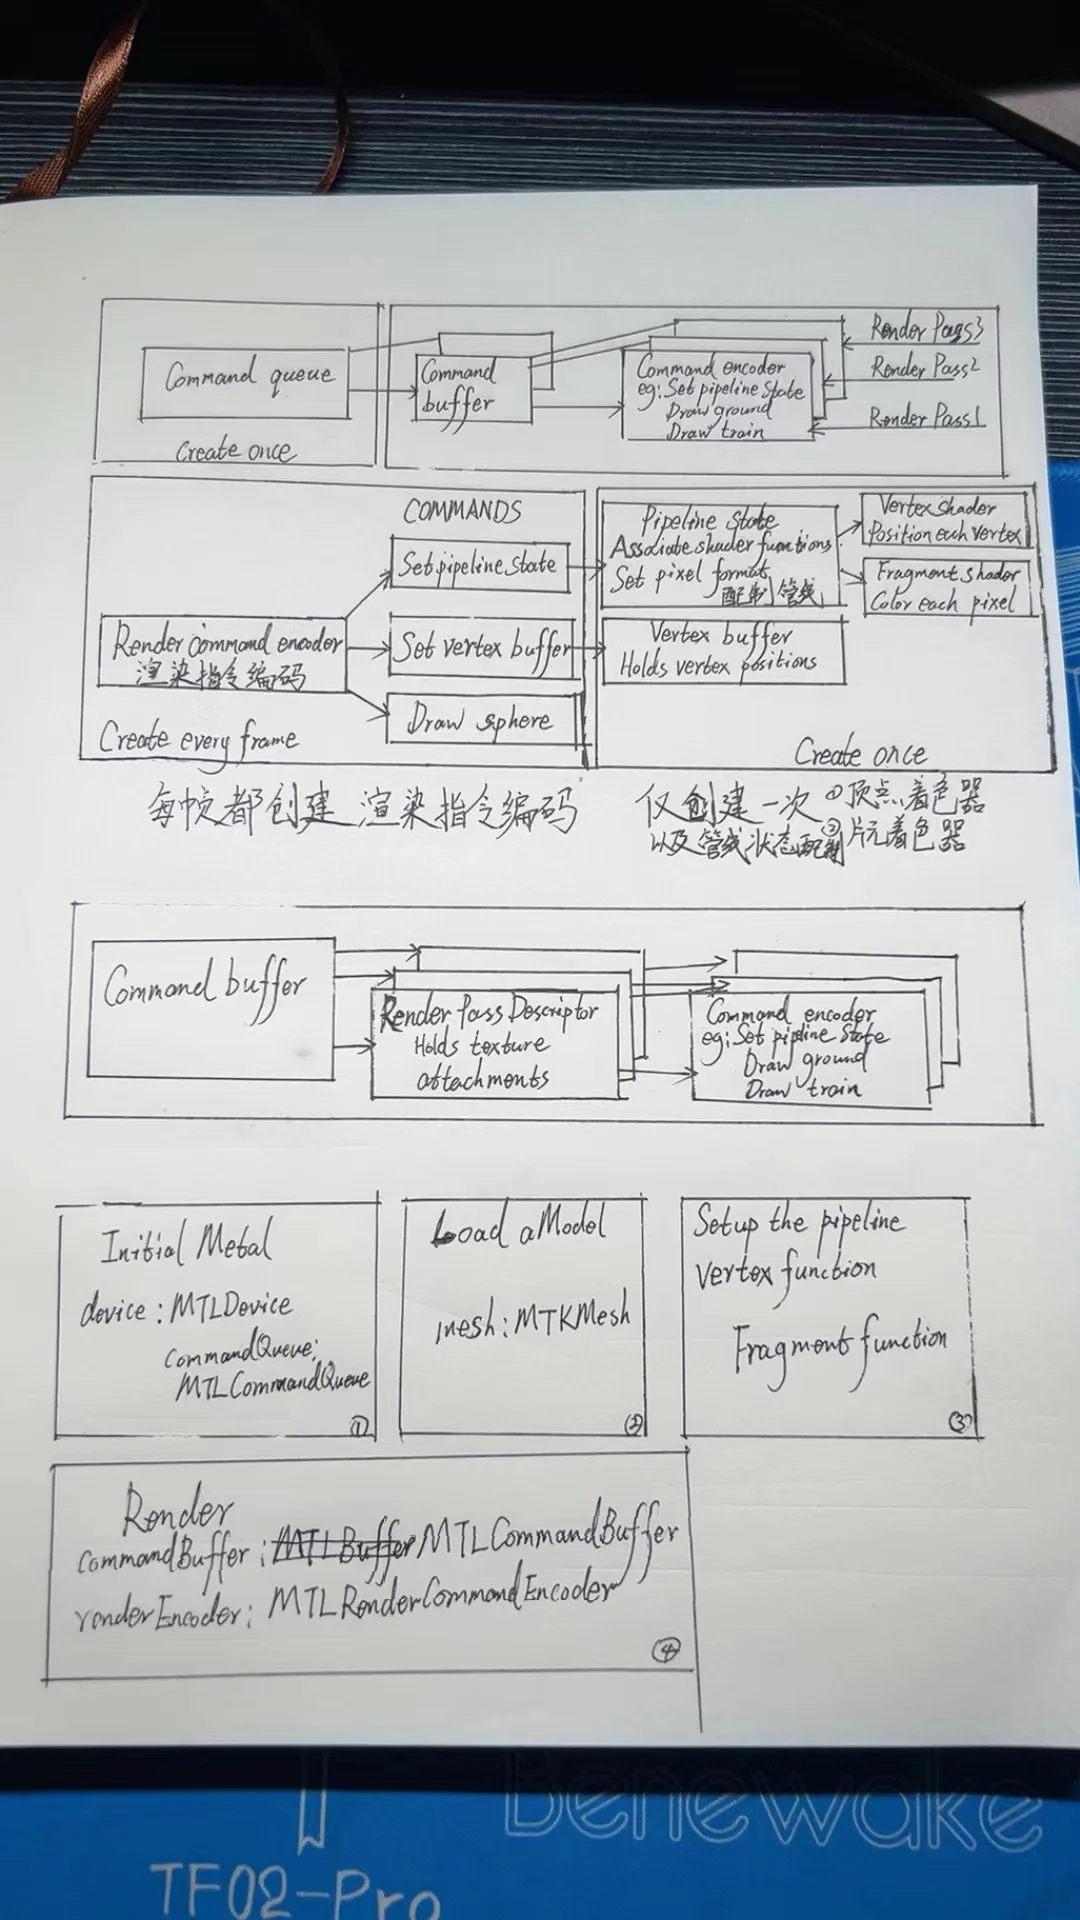 Command queue
Create once
Command
buffer
Command encoder
eg: Set pipeline state
Draw ground
Draw train
Render Pags3
Render Pass2
Render Pass1
COMMANDS
Set pipeline state
Render command encoder
渲染指令编码
Set vertex buffer
Draw sphere
Create every frame
Pipeline State
Assdiate shader functions
Set pixel format
配制管线
Vertex shader
Position each vertex
Fragment shader
Color each pixel
Vertex buffer
Holds vertex positions
Create once
每帧都创建渲染指令编码
仅创建一次 ①顶点着色器
以及管线状态配制 ②片元着色器
Command buffer
Render Pass Descriptor
Holds texture
attachments
Command encoder
eg: Set pipline State
Draw ground
Draw train
Initial Metal
device: MTLDevice
CommandQueue:
MTLCommandQueue
①
Load a Model
mesh: MTKMesh
②
Setup the pipeline
Vertex function
Fragment function
③
Render
CommandBuffer: MTLBuffer MTLCommandBuffer
renderEncoder: MTLRenderCommandEncoder
④
Benewake
TF02-Pro